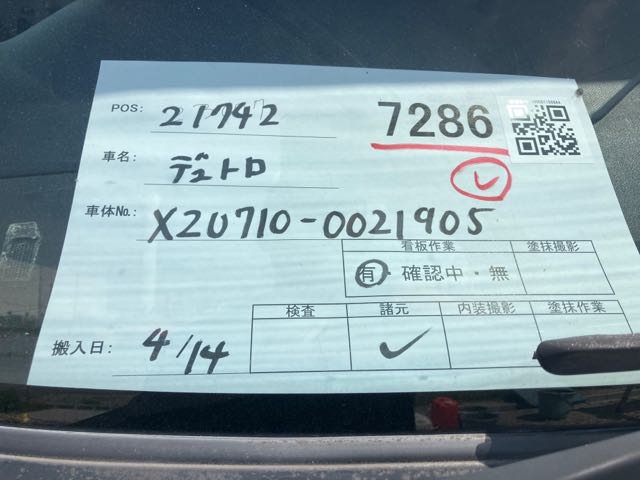 POS: 27742 7286
車名: デュトロ
車体No.: XZU710-0021905
看板作業 塗抹撮影
有・確認中・無
検査 諸元 内装撮影 塗抹作業
搬入日: 4/14